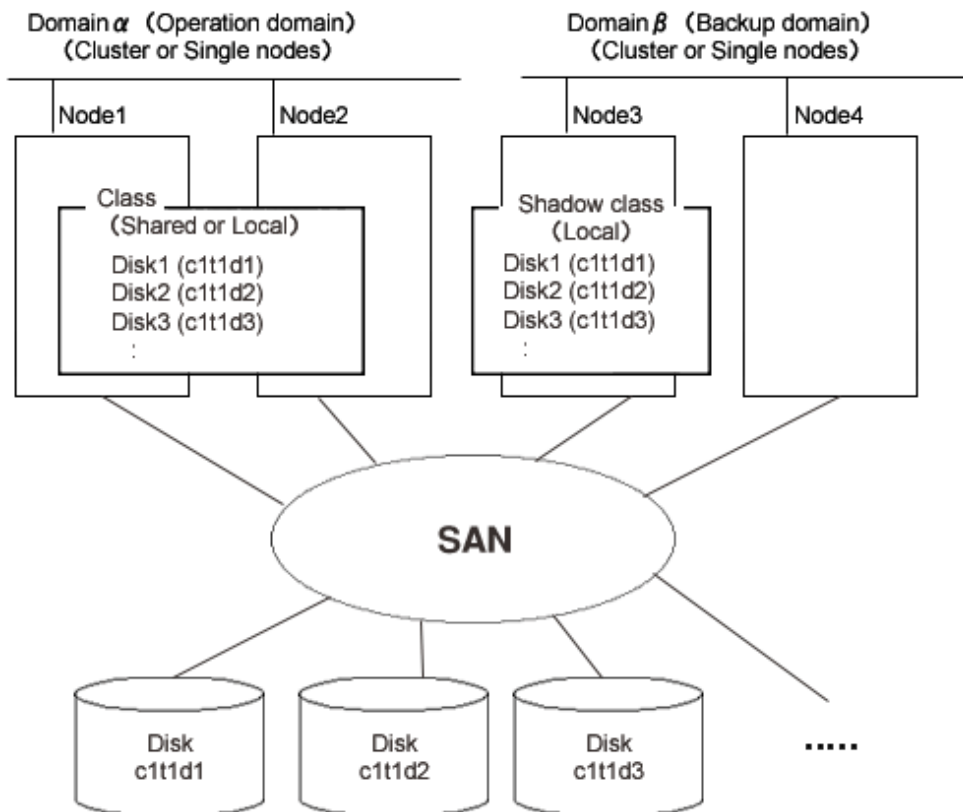 Domain α （Operation domain）
（Cluster or Single nodes）
Domain β （Backup domain）
（Cluster or Single nodes）
Node1
Node2
Node3
Node4
Class
（Shared or Local）
Disk1 (c1t1d1)
Disk2 (c1t1d2)
Disk3 (c1t1d3)
:
Shadow class
（Local）
Disk1 (c1t1d1)
Disk2 (c1t1d2)
Disk3 (c1t1d3)
:
SAN
Disk
c1t1d1
Disk
c1t1d2
Disk
c1t1d3
.....